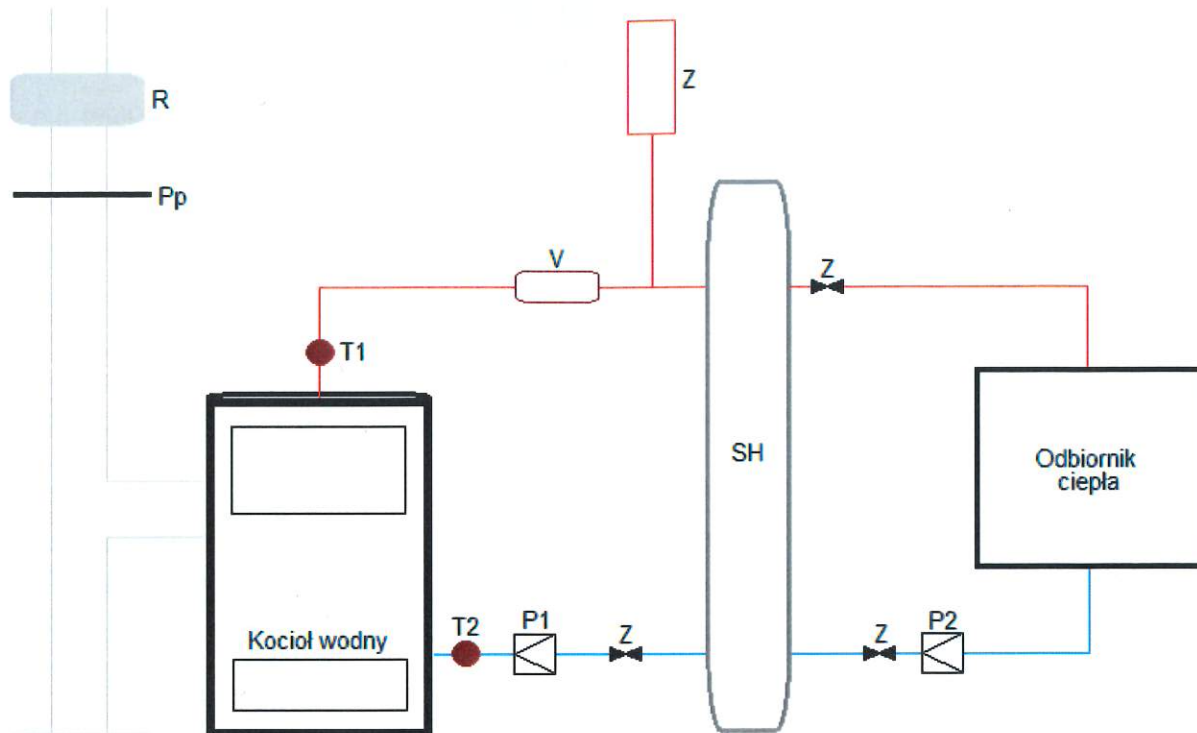 Z
R
Pp
V
Z
T1
SH
Odbiornik
ciepła
Kocioł wodny
T2
P1
Z
Z
P2